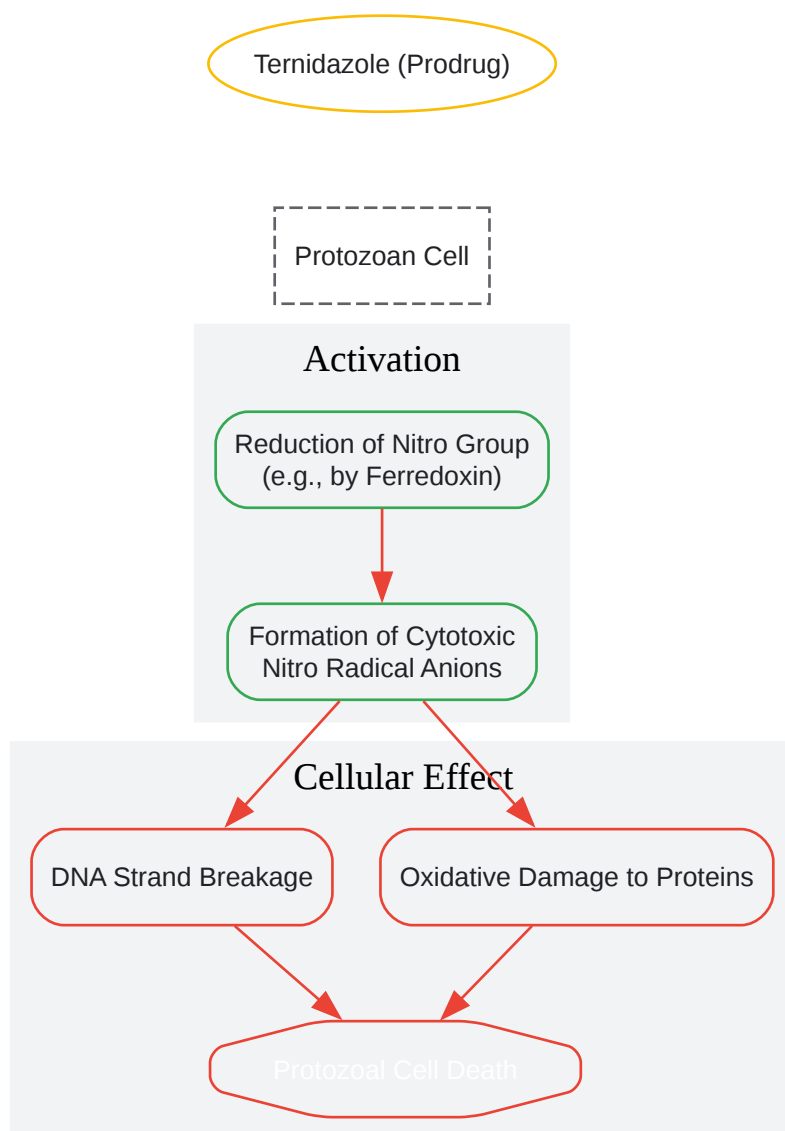 Ternidazole (Prodrug)
Protozoan Cell
Activation
Reduction of Nitro Group
(e.g., by Ferredoxin)
Formation of Cytotoxic
Nitro Radical Anions
Cellular Effect
DNA Strand Breakage
Oxidative Damage to Proteins
Protozoal Cell Death